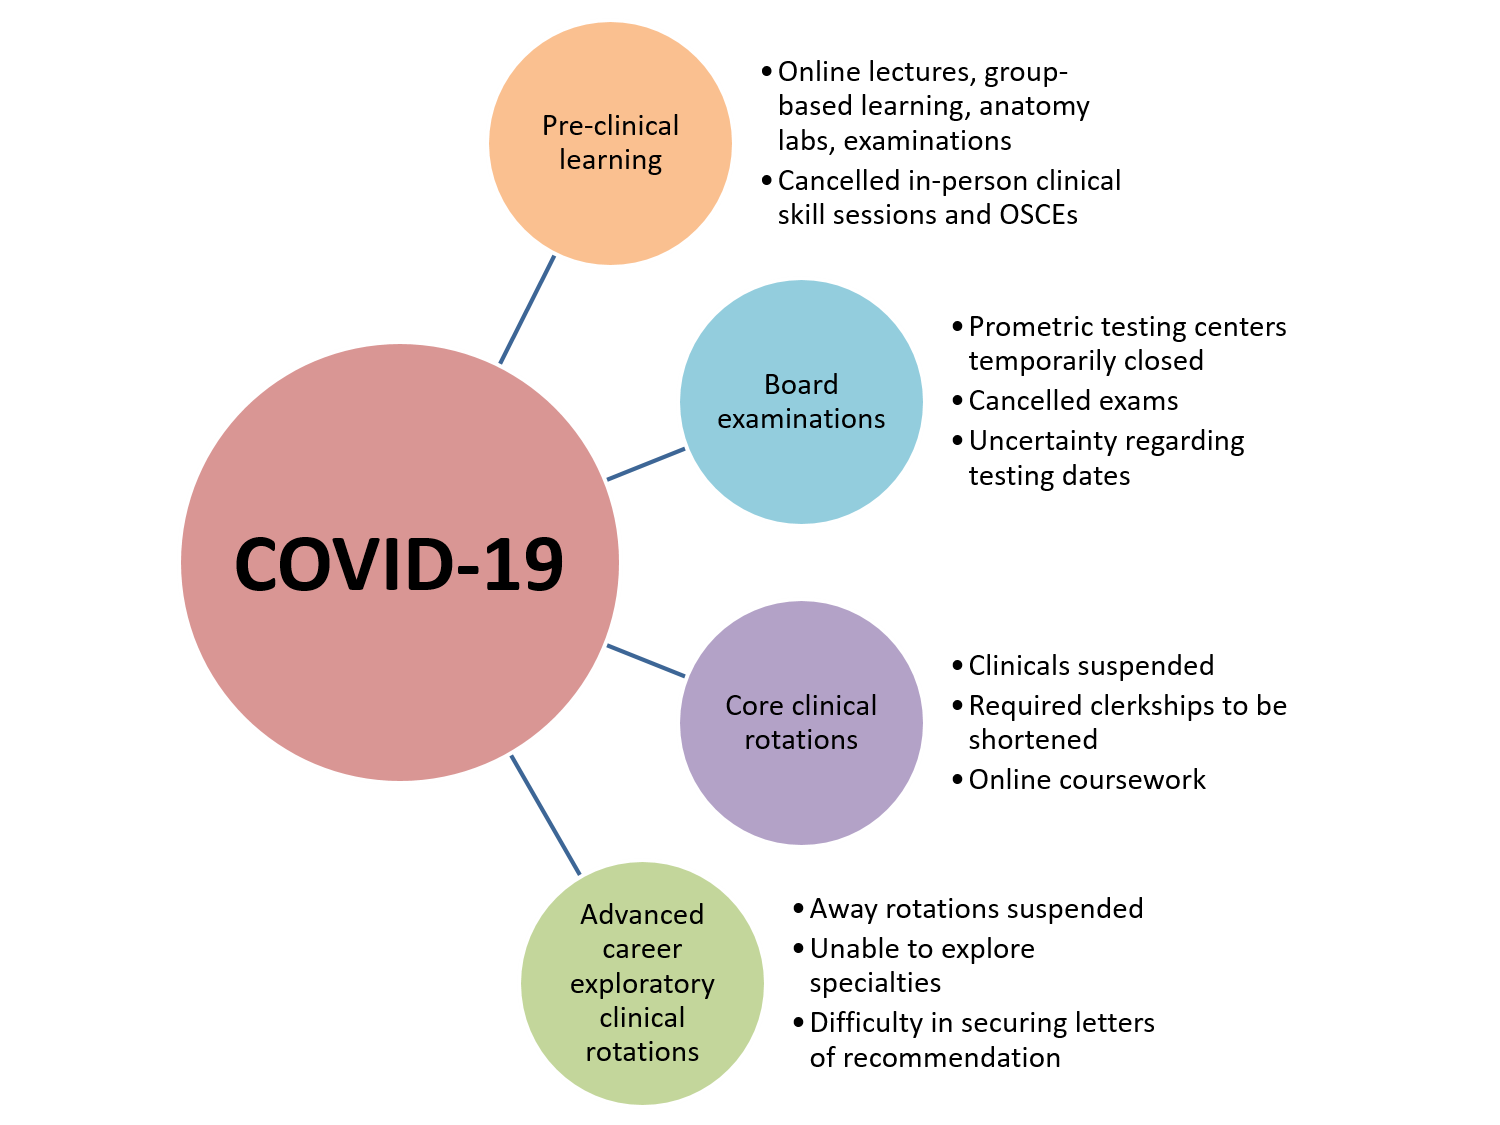 Pre-clinical
learning
• Online lectures, group-
based learning, anatomy
labs, examinations
• Cancelled in-person clinical
skill sessions and OSCEs
Board
examinations
• Prometric testing centers
temporarily closed
• Cancelled exams
• Uncertainty regarding
testing dates
COVID-19
Core clinical
rotations
• Clinicals suspended
• Required clerkships to be
shortened
• Online coursework
Advanced
career
exploratory
clinical
rotations
• Away rotations suspended
• Unable to explore
specialties
• Difficulty in securing letters
of recommendation